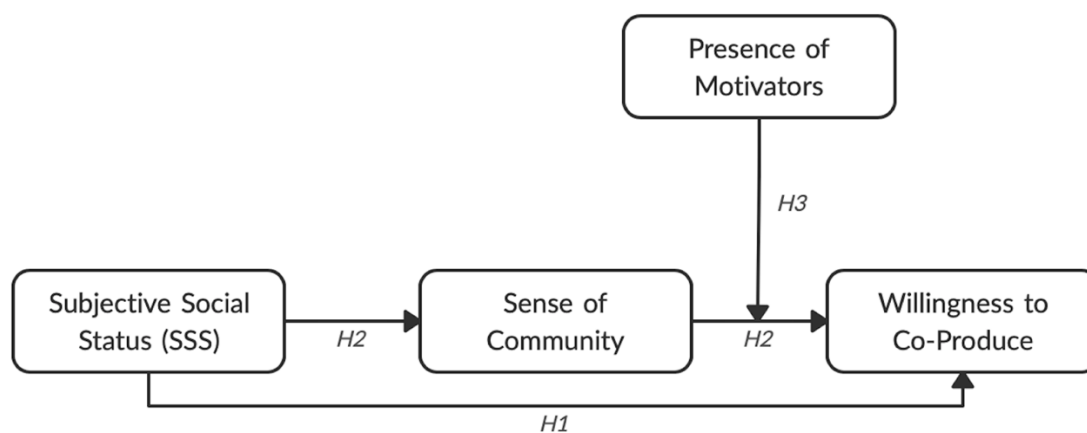 Presence of
Motivators
H3
Subjective Social
Status (SSS)
H2
Sense of
Community
H2
Willingness to
Co-Produce
H1